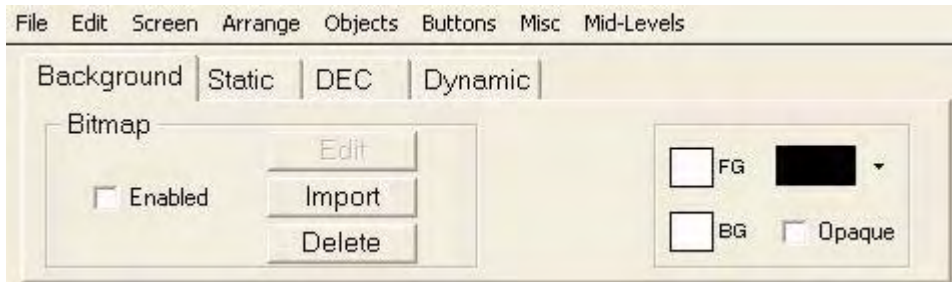 File Edit Screen Arrange Objects Buttons Misc Mid-Levels
Background Static DEC Dynamic
Bitmap
Edit
Enabled Import
Delete
FG
BG Opaque